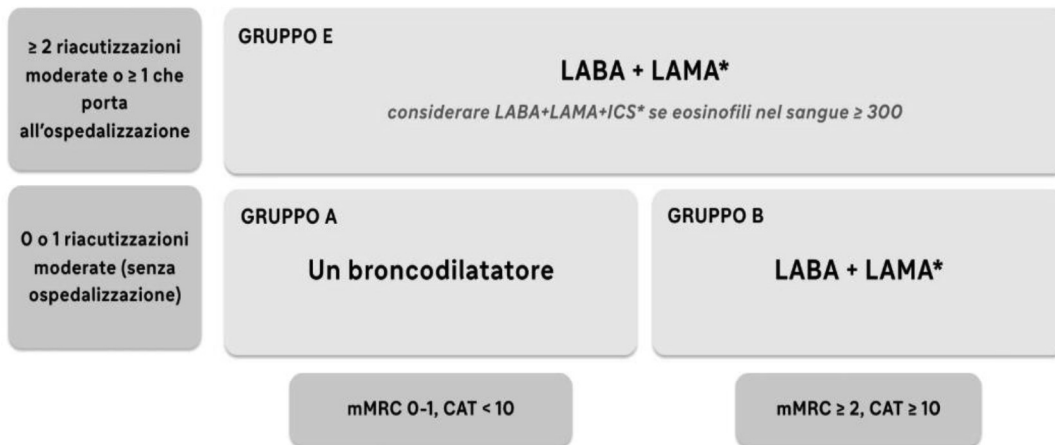 ≥ 2 riacutizzazioni
moderate o ≥ 1 che
porta
all'ospedalizzazione
GRUPPO E
LABA + LAMA*
considerare LABA+LAMA+ICS* se eosinofili nel sangue ≥ 300
0 o 1 riacutizzazioni
moderate (senza
ospedalizzazione)
GRUPPO A
Un broncodilatatore
GRUPPO B
LABA + LAMA*
mMRC 0-1, CAT < 10
mMRC ≥ 2, CAT ≥ 10